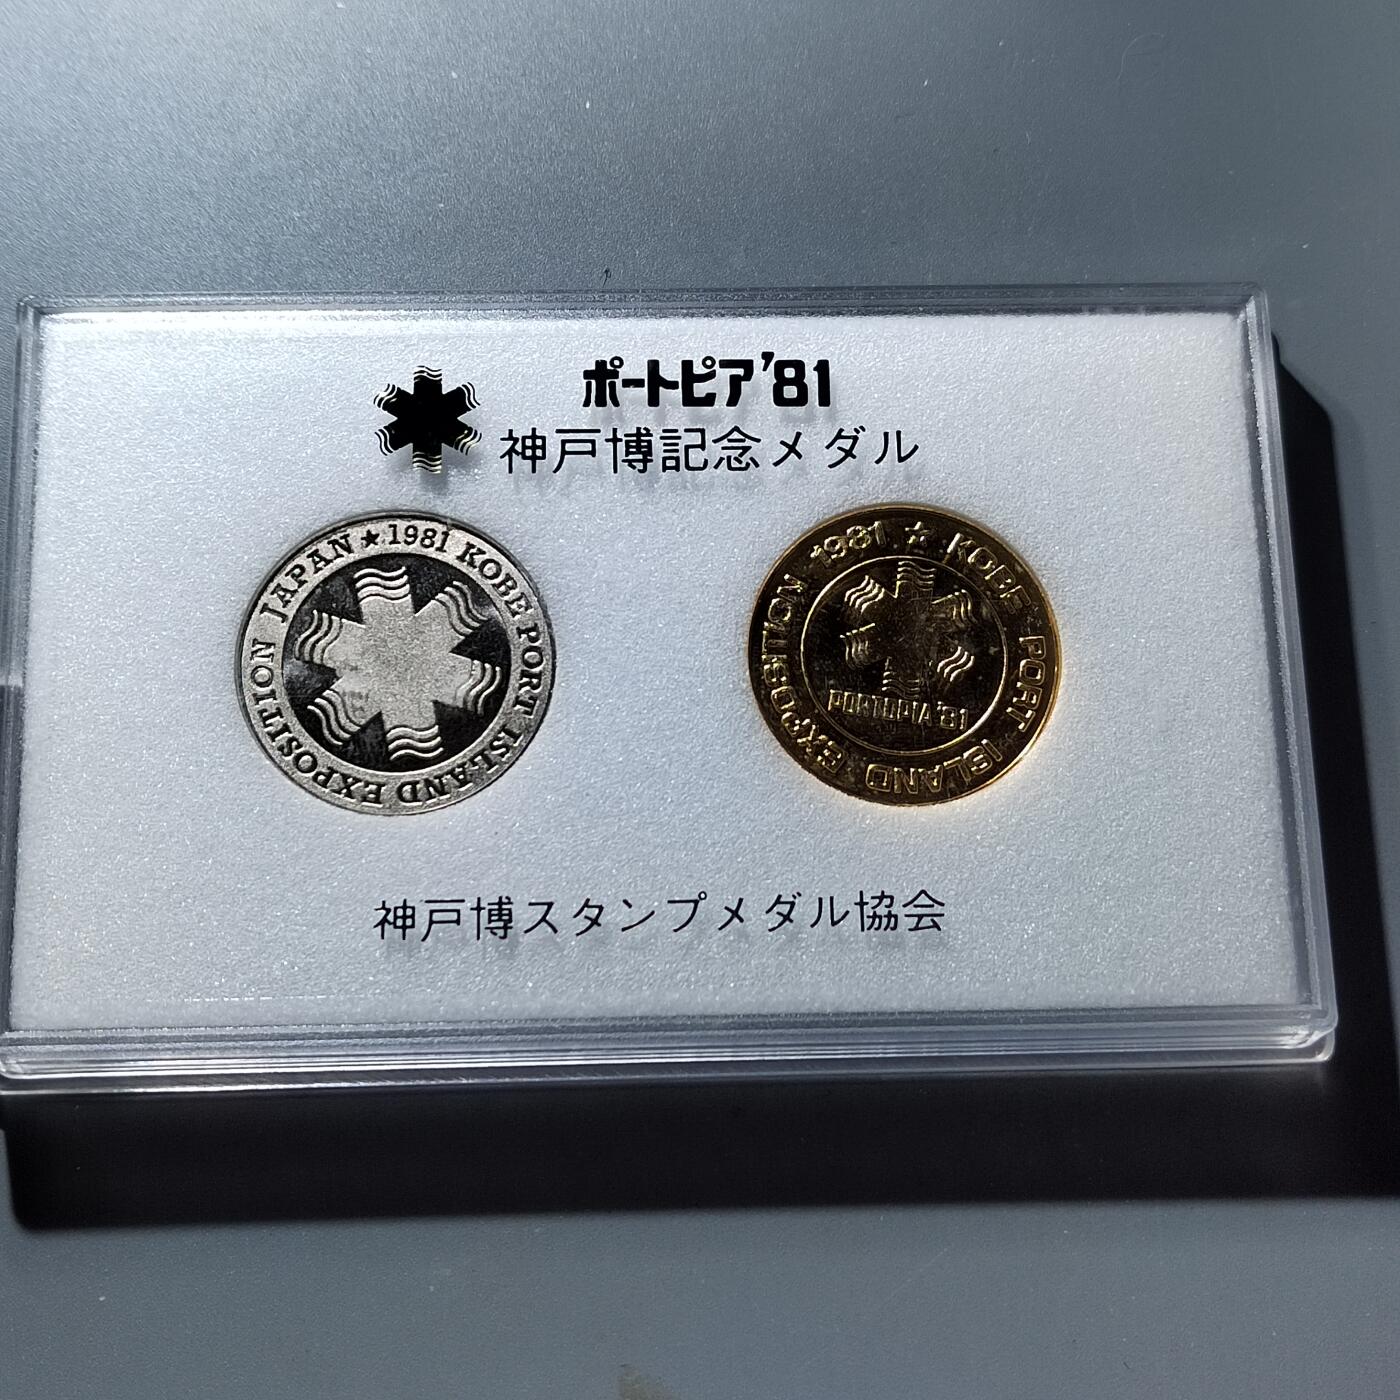 ポートピア'81
神戸博記念メダル
JAPAN ★ 1981 KOBE PORT ISLAND EXPOSITION
1981 ★ KOBE PORT ISLAND EXPOSITION
PORTOPIA '81
神戸博スタンプメダル協会